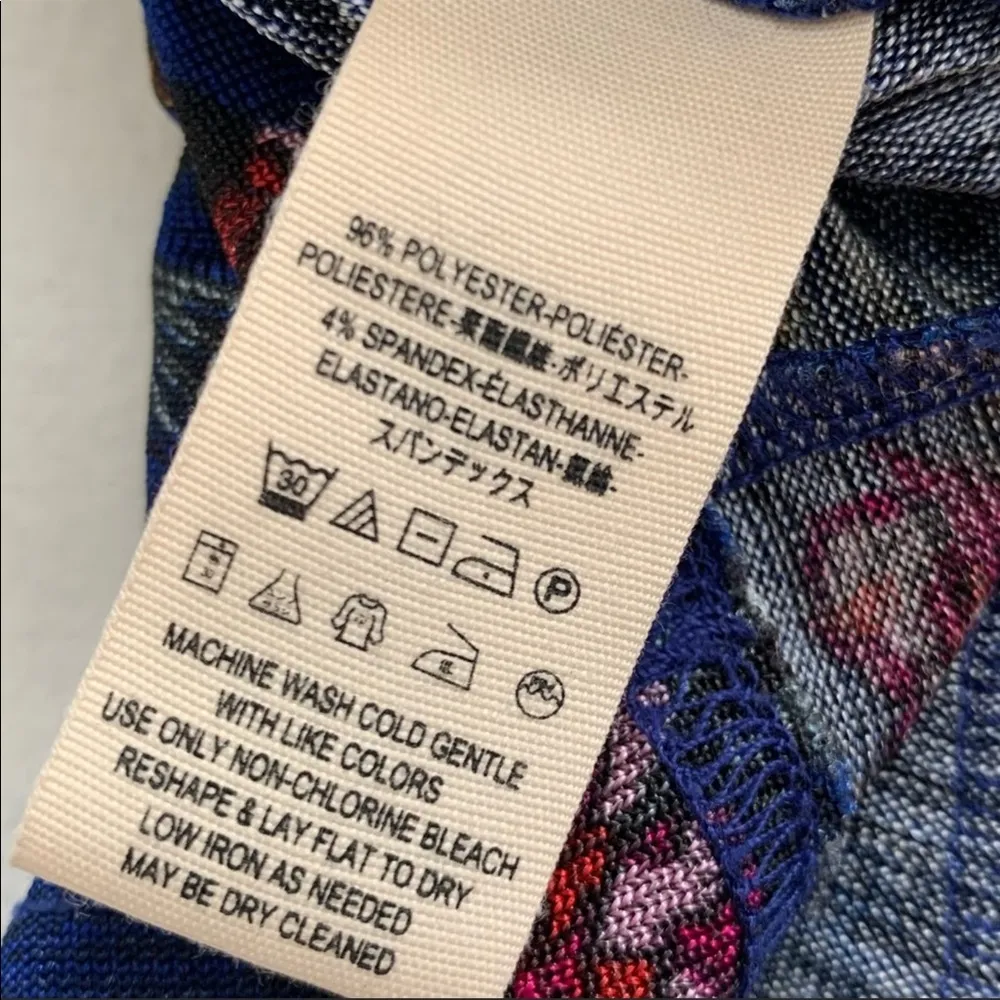 96% POLYESTER-POLIÉSTER-
POLIESTERE-聚酯纖維-ポリエステル
4% SPANDEX-ÉLASTHANNE-
ELASTANO-ELASTAN-
スパンデックス
30
P
MACHINE WASH COLD GENTLE
WITH LIKE COLORS
USE ONLY NON-CHLORINE BLEACH
RESHAPE & LAY FLAT TO DRY
LOW IRON AS NEEDED
MAY BE DRY CLEANED